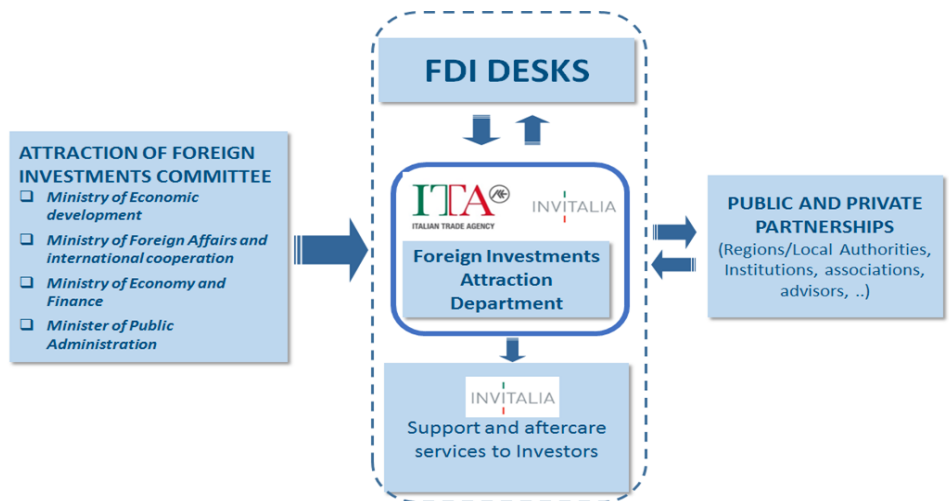 FDI DESKS
ATTRACTION OF FOREIGN
INVESTMENTS COMMITTEE
❑ Ministry of Economic
development
❑ Ministry of Foreign Affairs and
international cooperation
❑ Ministry of Economy and
Finance
❑ Minister of Public
Administration
ITA
ITALIAN TRADE AGENCY
INVITALIA
Foreign Investments
Attraction
Department
PUBLIC AND PRIVATE
PARTNERSHIPS
(Regions/Local Authorities,
Institutions, associations,
advisors, ..)
INVITALIA
Support and aftercare
services to Investors